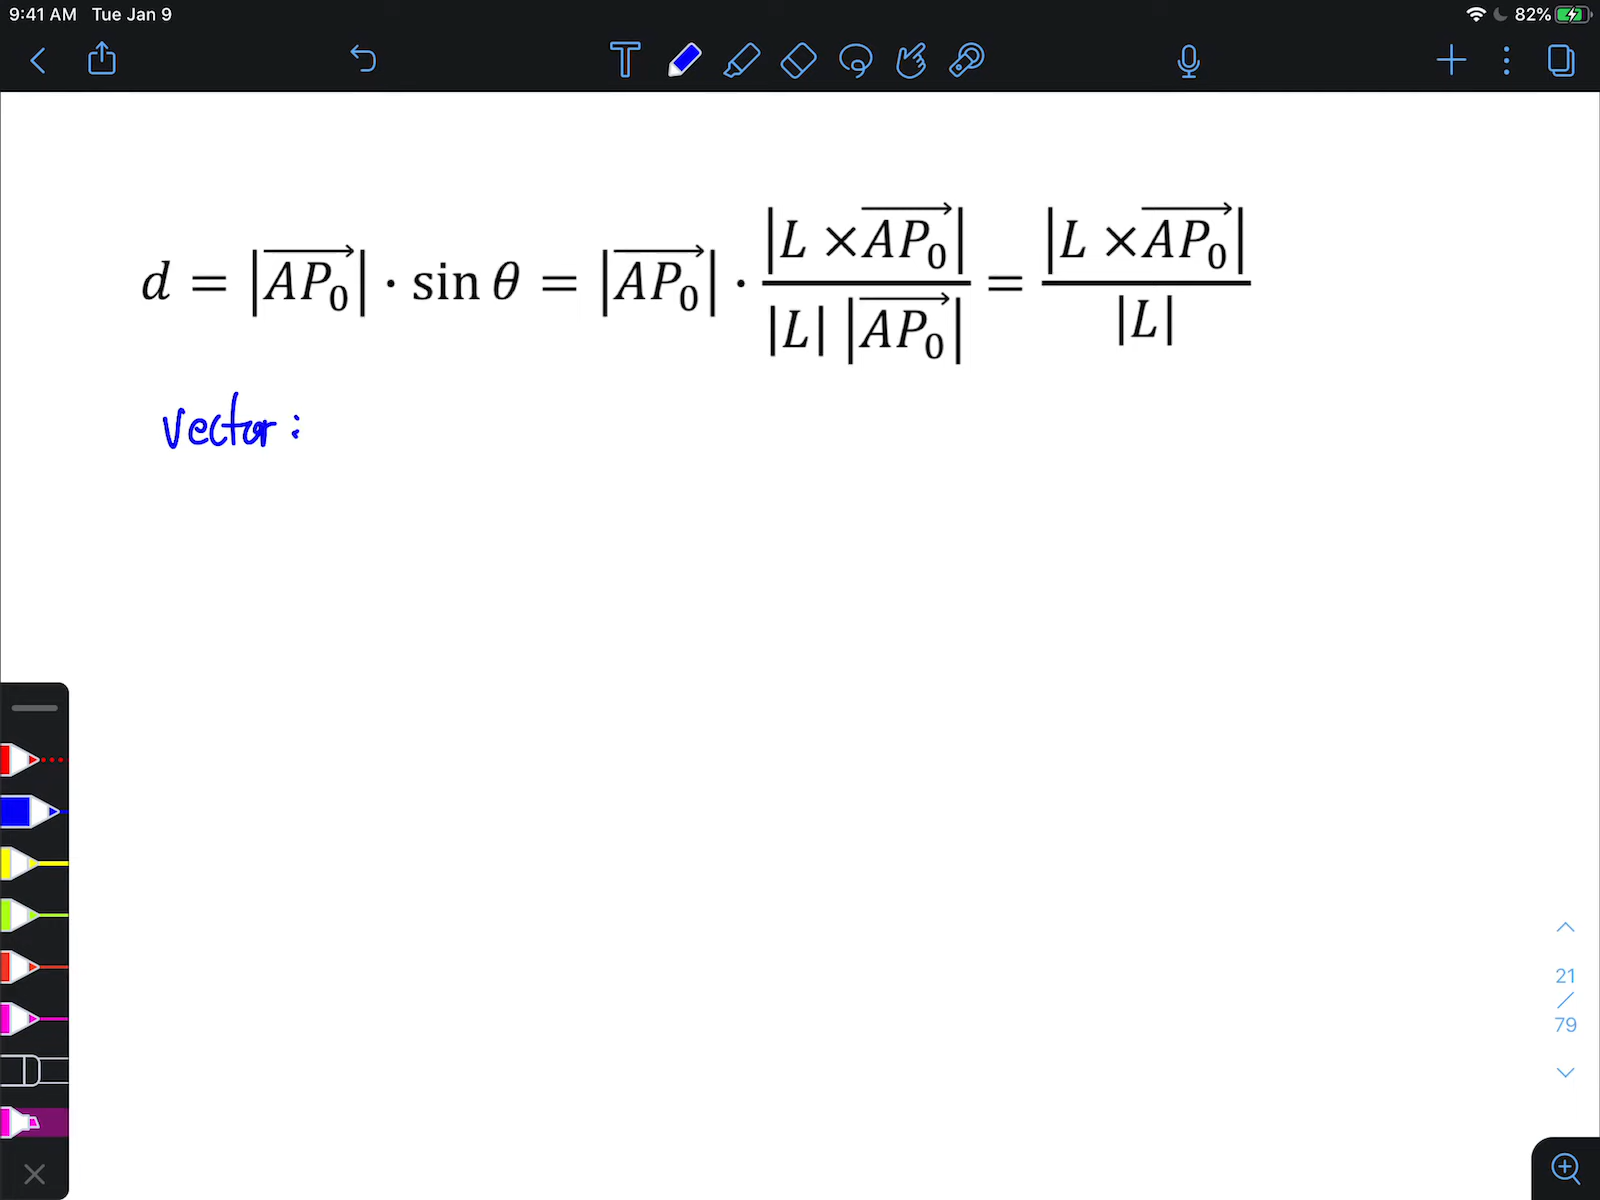 9:41 AM Tue Jan 9 82%
d = |AP₀| · sin θ = |AP₀| · |L × AP₀| / |L| |AP₀| = |L × AP₀| / |L|
vector:
21
/
79